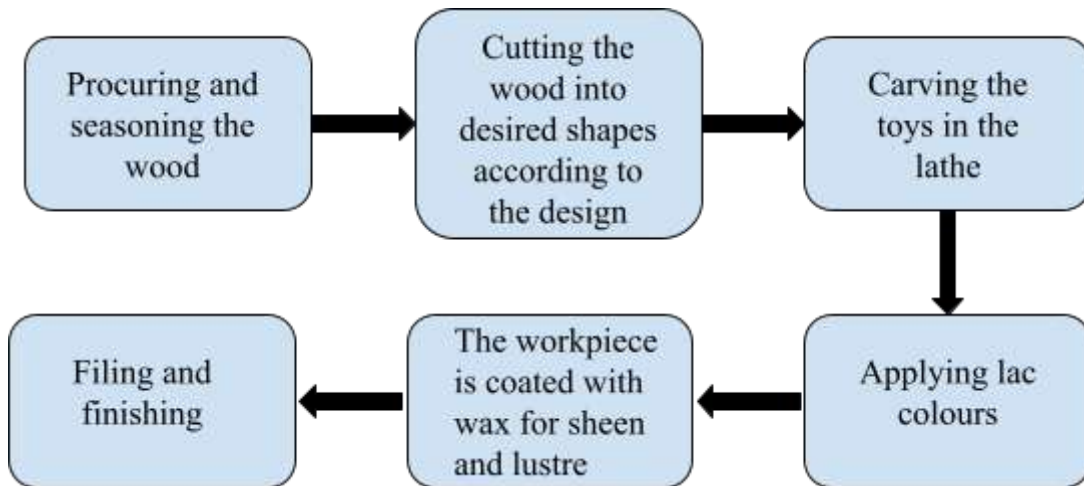 Procuring and
seasoning the
wood
Cutting the
wood into
desired shapes
according to
the design
Carving the
toys in the
lathe
Applying lac
colours
The workpiece
is coated with
wax for sheen
and lustre
Filing and
finishing